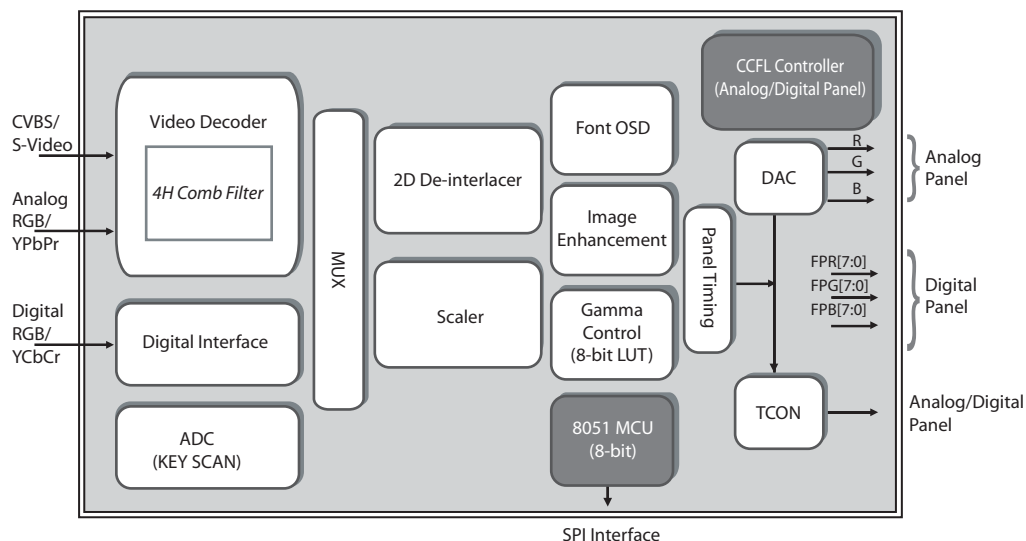 CCFL Controller
(Analog/Digital Panel)
CVBS/
S-Video
Video Decoder
4H Comb Filter
Analog
RGB/
YPbPr
Digital
RGB/
YCbCr
Digital Interface
ADC
(KEY SCAN)
MUX
2D De-interlacer
Scaler
Font OSD
Image
Enhancement
Gamma
Control
(8-bit LUT)
8051 MCU
(8-bit)
SPI Interface
Panel Timing
DAC
R
G
B
Analog
Panel
FPR[7:0]
FPG[7:0]
FPB[7:0]
Digital
Panel
TCON
Analog/Digital
Panel